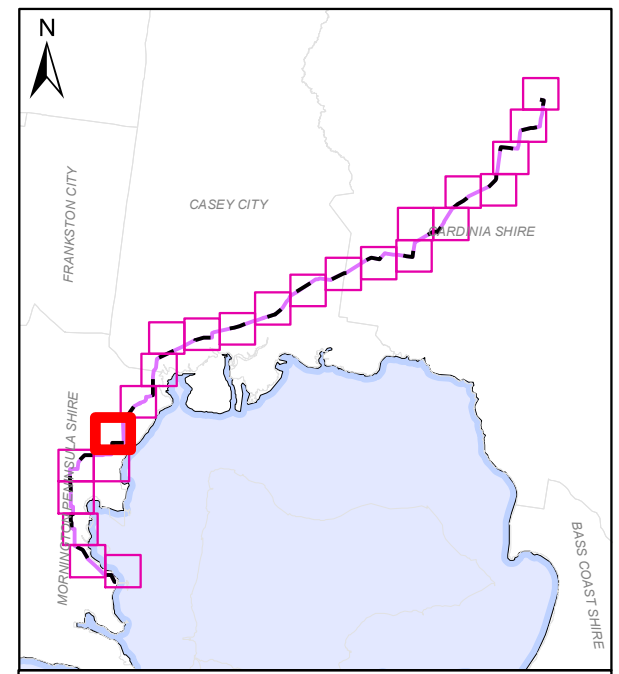 N
FRANKSTON CITY
CASEY CITY
CARDINIA SHIRE
MORNINGTON PENINSULA SHIRE
BASS COAST SHIRE